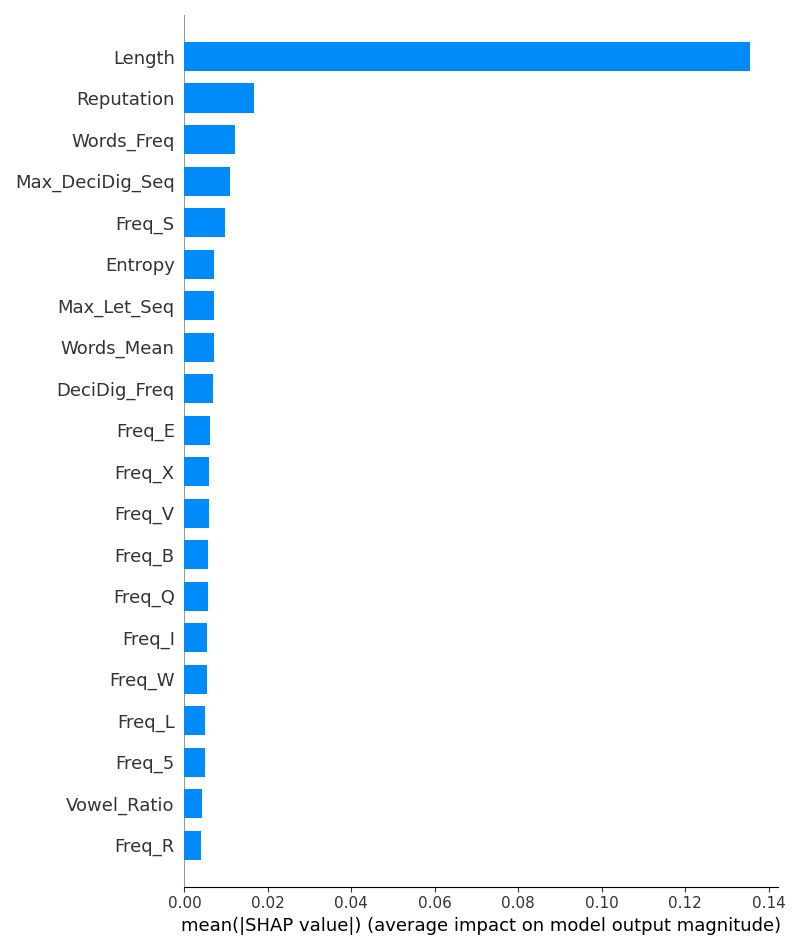 Length
Reputation
Words_Freq
Max_DeciDig_Seq
Freq_S
Entropy
Max_Let_Seq
Words_Mean
DeciDig_Freq
Freq_E
Freq_X
Freq_V
Freq_B
Freq_Q
Freq_I
Freq_W
Freq_L
Freq_5
Vowel_Ratio
Freq_R
0.00 0.02 0.04 0.06 0.08 0.10 0.12 0.14
mean(|SHAP value|) (average impact on model output magnitude)